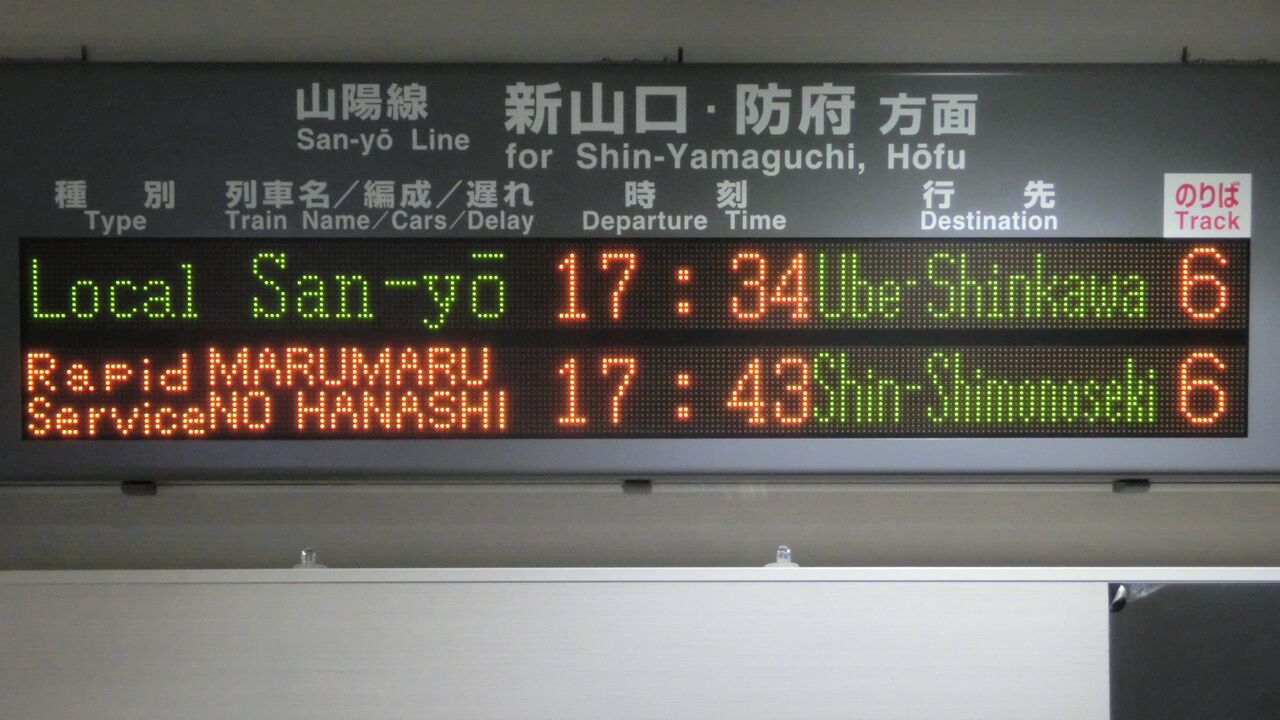 山陽線 新山口・防府 方面
San-yō Line for Shin-Yamaguchi, Hōfu
種別 列車名／編成／遅れ 時刻 行先 のりば
Type Train Name/Cars/Delay Departure Time Destination Track
Local San-yō 17:34 Ube-Shinkawa 6
Rapid Service MARUMARU NO HANASHI 17:43 Shin-Shimonoseki 6